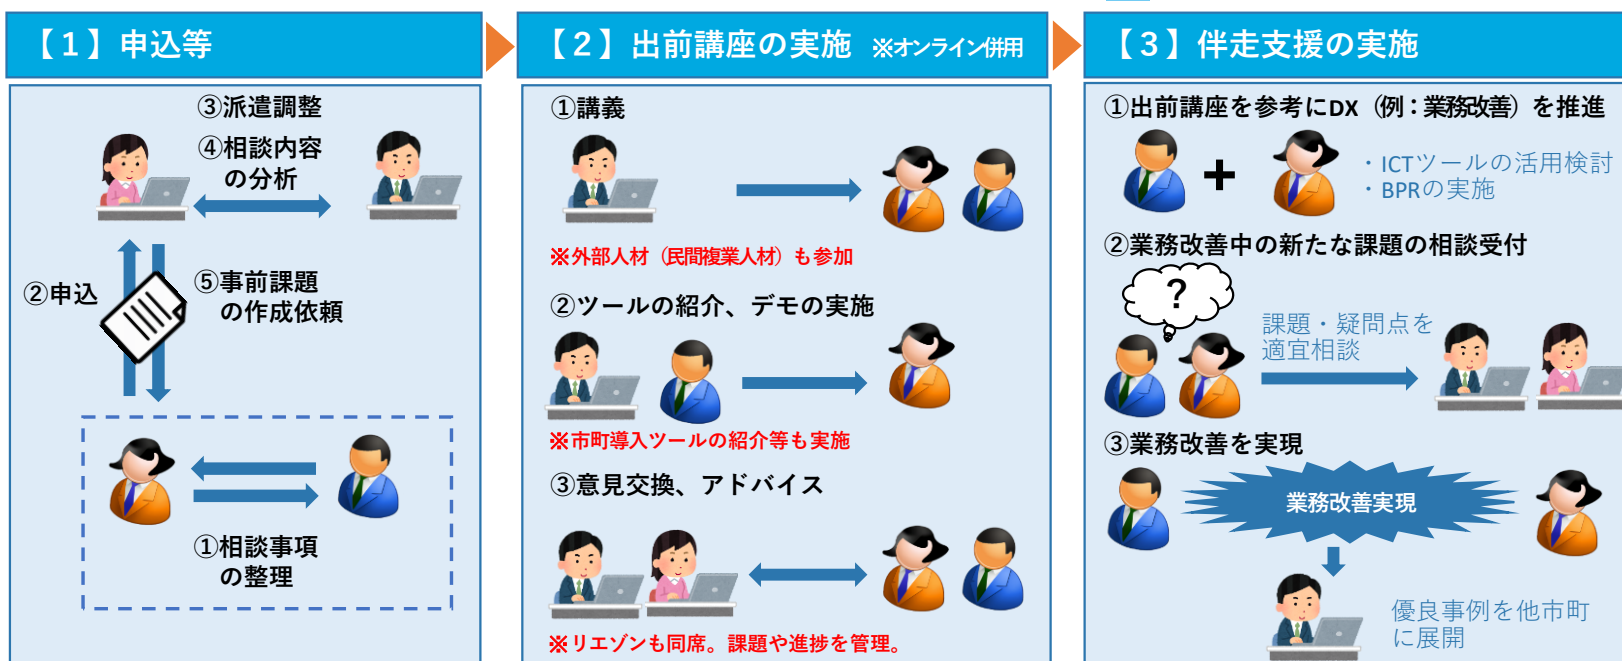 【１】申込等
③派遣調整
④相談内容
の分析
②申込
⑤事前課題
の作成依頼
①相談事項
の整理
【２】出前講座の実施 ※オンライン併用
①講義
※外部人材（民間複業人材）も参加
②ツールの紹介、デモの実施
※市町導入ツールの紹介等も実施
③意見交換、アドバイス
※リエゾンも同席。課題や進捗を管理。
【３】伴走支援の実施
①出前講座を参考にDX（例：業務改善）を推進
+
・ICTツールの活用検討
・BPRの実施
②業務改善中の新たな課題の相談受付
?
課題・疑問点を
適宜相談
③業務改善を実現
業務改善実現
優良事例を他市町
に展開